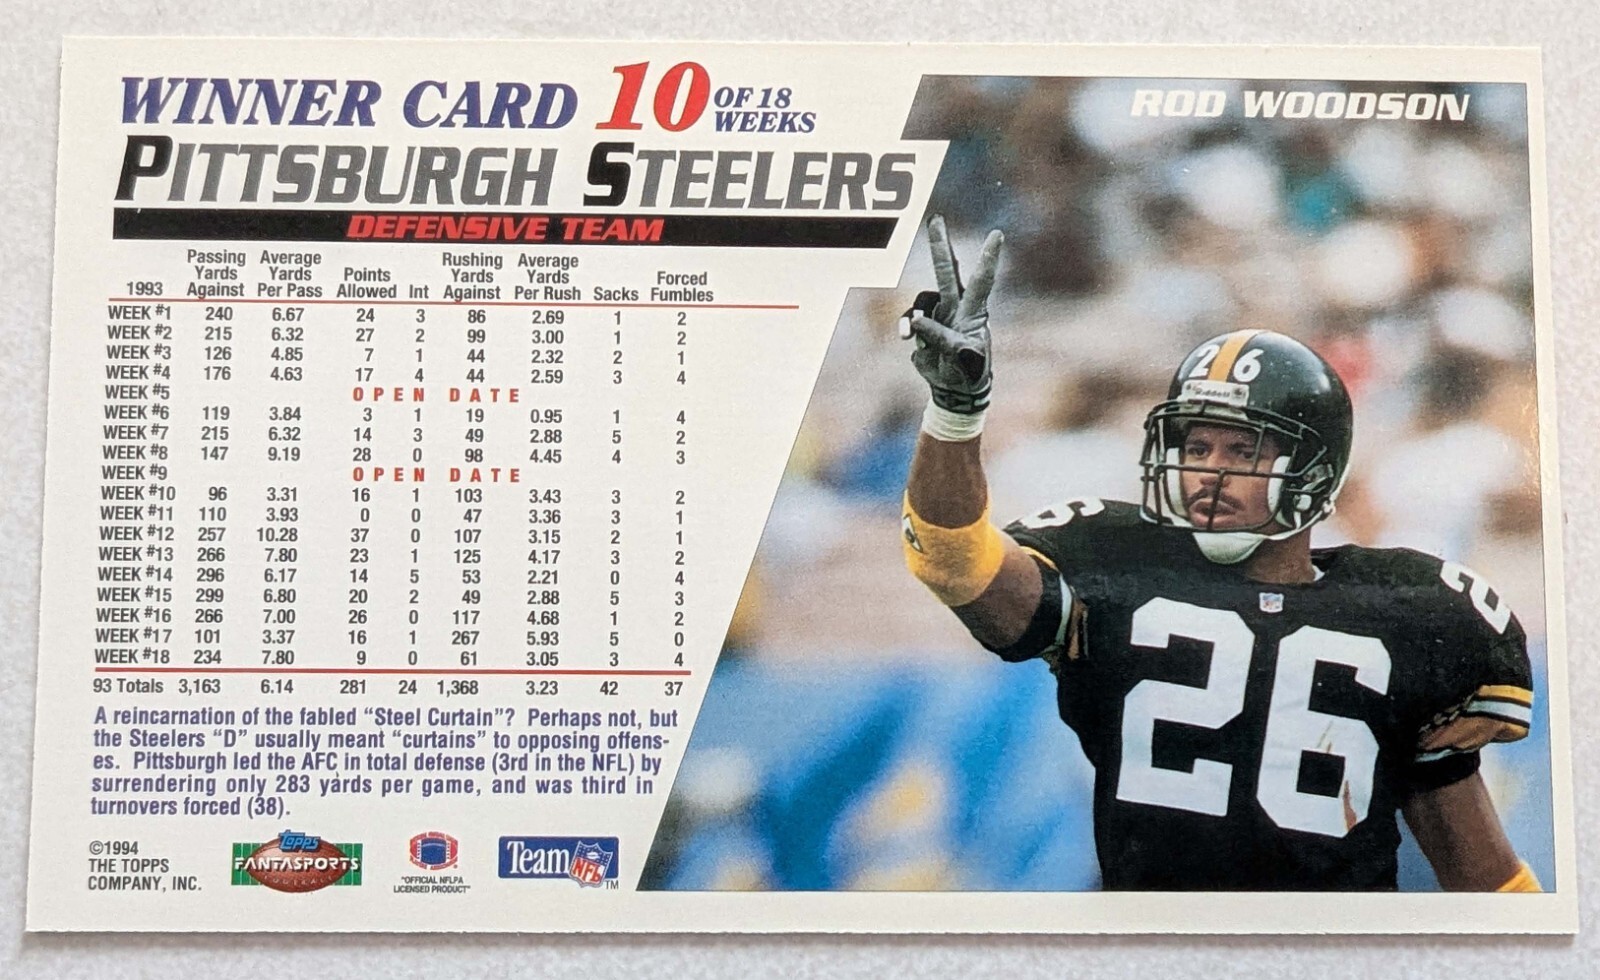 WINNER CARD 10 OF 18 WEEKS
PITTSBURGH STEELERS
DEFENSIVE TEAM
ROD WOODSON
1993 Passing Yards Against Average Yards Per Pass Points Allowed Int Rushing Yards Against Average Yards Per Rush Sacks Forced Fumbles
WEEK #1 240 6.67 24 3 86 2.69 1 2
WEEK #2 215 6.32 27 2 99 3.00 1 2
WEEK #3 126 4.85 7 1 44 2.32 2 1
WEEK #4 176 4.63 17 4 44 2.59 3 4
WEEK #5 OPEN DATE
WEEK #6 119 3.84 3 1 19 0.95 1 4
WEEK #7 215 6.32 14 3 49 2.88 5 2
WEEK #8 147 9.19 28 0 98 4.45 4 3
WEEK #9 OPEN DATE
WEEK #10 96 3.31 16 1 103 3.43 3 2
WEEK #11 110 3.93 0 0 47 3.36 3 1
WEEK #12 257 10.28 37 0 107 3.15 2 1
WEEK #13 266 7.80 23 1 125 4.17 3 2
WEEK #14 296 6.17 14 5 53 2.21 0 4
WEEK #15 299 6.80 20 2 49 2.88 5 3
WEEK #16 266 7.00 26 0 117 4.68 1 2
WEEK #17 101 3.37 16 1 267 5.93 5 0
WEEK #18 234 7.80 9 0 61 3.05 3 4
93 Totals 3,163 6.14 281 24 1,368 3.23 42 37
A reincarnation of the fabled “Steel Curtain”? Perhaps not, but
the Steelers “D” usually meant “curtains” to opposing offens-
es. Pittsburgh led the AFC in total defense (3rd in the NFL) by
surrendering only 283 yards per game, and was third in
turnovers forced (38).
©1994
THE TOPPS
COMPANY, INC.
TOPPS
FANTASPORTS
FOOTBALL
"OFFICIAL NFLPA
LICENSED PRODUCT"
Team NFL TM
26
Riddell
26
26
26